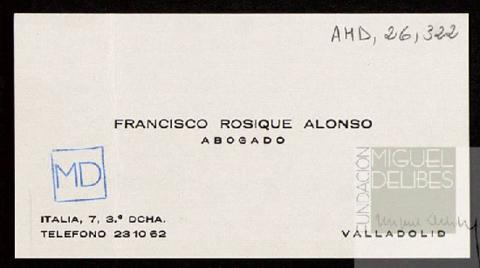 AMD, 26, 322
FRANCISCO ROSIQUE ALONSO
ABOGADO
MD
FUNDACIÓN
MIGUEL
DELIBES
ITALIA, 7, 3.º DCHA.
TELEFONO 23 10 62
VALLADOLID